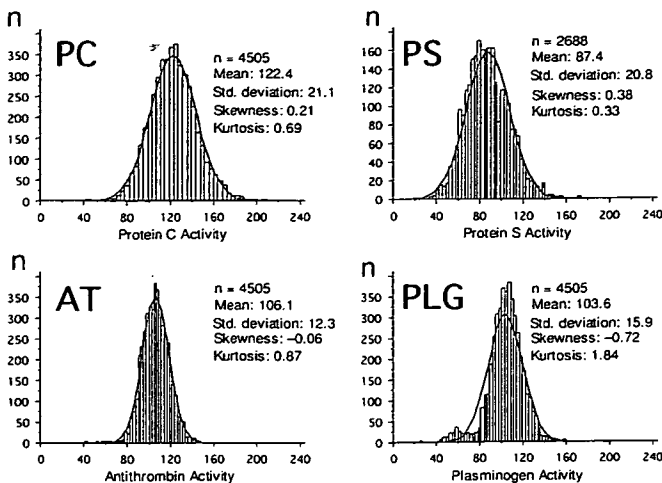 n
PC
n = 4505
Mean: 122.4
Std. deviation: 21.1
Skewness: 0.21
Kurtosis: 0.69
350
300
250
200
150
100
50
0
0 40 80 120 160 200 240
Protein C Activity
n
PS
n = 2688
Mean: 87.4
Std. deviation: 20.8
Skewness: 0.38
Kurtosis: 0.33
160
140
120
100
80
60
40
20
0
0 40 80 120 160 200 240
Protein S Activity
n
AT
n = 4505
Mean: 106.1
Std. deviation: 12.3
Skewness: –0.06
Kurtosis: 0.87
350
300
250
200
150
100
50
0
0 40 80 120 160 200 240
Antithrombin Activity
n
PLG
n = 4505
Mean: 103.6
Std. deviation: 15.9
Skewness: –0.72
Kurtosis: 1.84
350
300
250
200
150
100
50
0
0 40 80 120 160 200 240
Plasminogen Activity